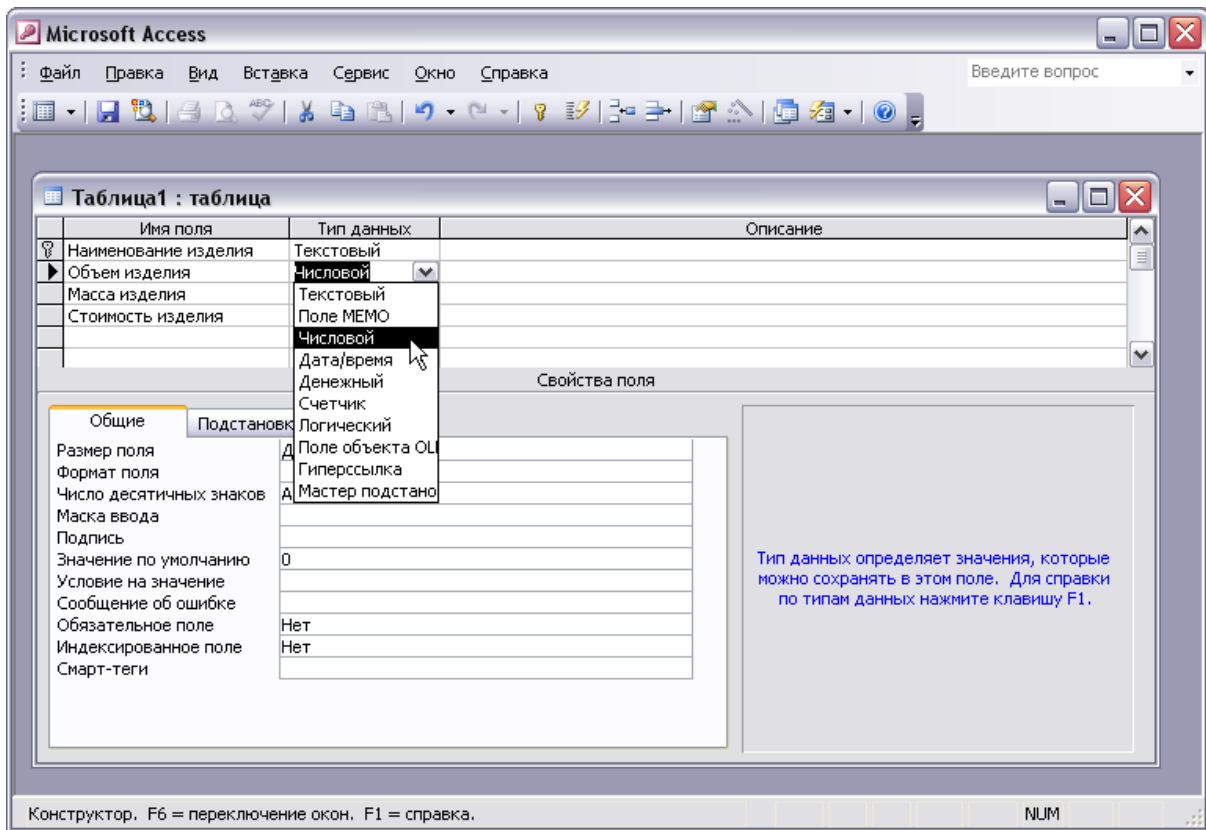 Microsoft Access
Файл Правка Вид Вставка Сервис Окно Справка Введите вопрос
ABC
Таблица1 : таблица
Имя поля Тип данных Описание
Наименование изделия Текстовый
Объем изделия Числовой
Масса изделия
Стоимость изделия
Текстовый
Поле МЕМО
Числовой
Дата/время
Денежный
Счетчик
Логический
Поле объекта OL
Гиперссылка
Мастер подстано
Свойства поля
Общие Подстановк
Размер поля Д
Формат поля
Число десятичных знаков А
Маска ввода
Подпись
Значение по умолчанию 0
Условие на значение
Сообщение об ошибке
Обязательное поле Нет
Индексированное поле Нет
Смарт-теги
Тип данных определяет значения, которые
можно сохранять в этом поле. Для справки
по типам данных нажмите клавишу F1.
Конструктор. F6 = переключение окон. F1 = справка. NUM